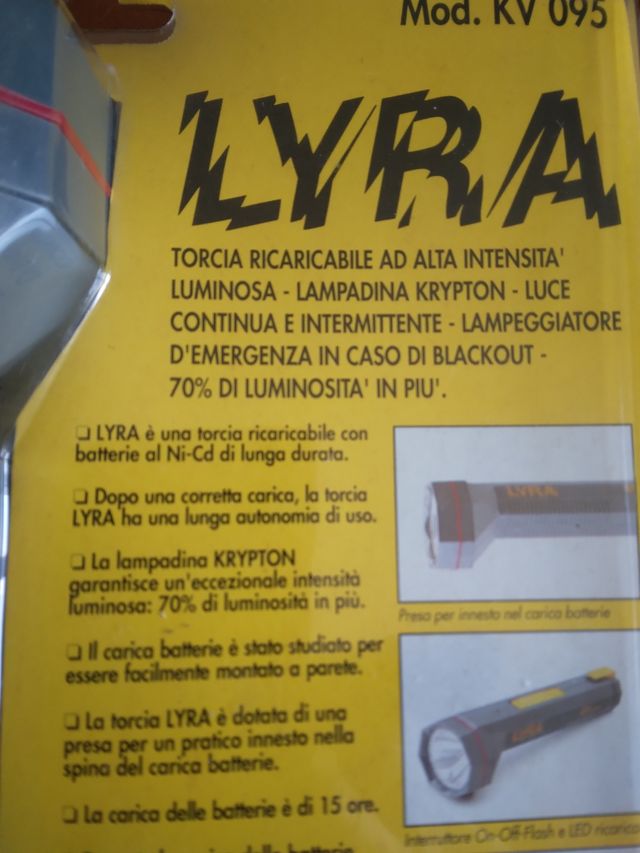 Mod. KV 095
LYRA
TORCIA RICARICABILE AD ALTA INTENSITA'
LUMINOSA - LAMPADINA KRYPTON - LUCE
CONTINUA E INTERMITTENTE - LAMPEGGIATORE
D'EMERGENZA IN CASO DI BLACKOUT -
70% DI LUMINOSITA' IN PIU'.
❏ LYRA è una torcia ricaricabile con
batterie al Ni-Cd di lunga durata.
❏ Dopo una corretta carica, la torcia
LYRA ha una lunga autonomia di uso.
❏ La lampadina KRYPTON
garantisce un'eccezionale intensità
luminosa: 70% di luminosità in più.
❏ Il carica batterie è stato studiato per
essere facilmente montato a parete.
❏ La torcia LYRA è dotata di una
presa per un pratico innesto nella
spina del carica batterie.
❏ La carica delle batterie è di 15 ore.
LYRA
Presa per innesto nel carica batterie
LYRA
Interruttore On-Off-Flash e LED ricarica